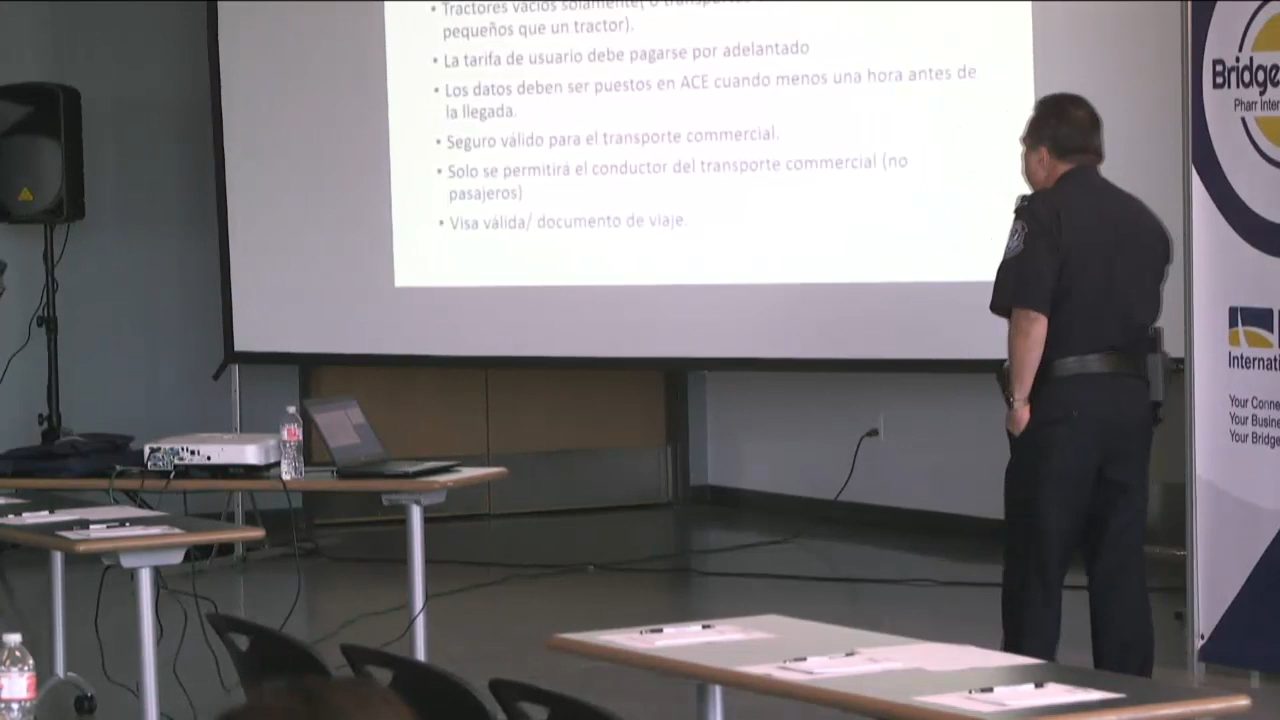 • Tractores vacíos solamente( o
pequeños que un tractor).
• La tarifa de usuario debe pagarse por adelantado
• Los datos deben ser puestos en ACE cuando menos una hora antes de
la llegada.
• Seguro válido para el transporte commercial.
• Solo se permitirá el conductor del transporte commercial (no
pasajeros)
• Visa válida/ documento de viaje.
Bridge
Pharr Inter
Internati
Your Conne
Your Busine
Your Bridge